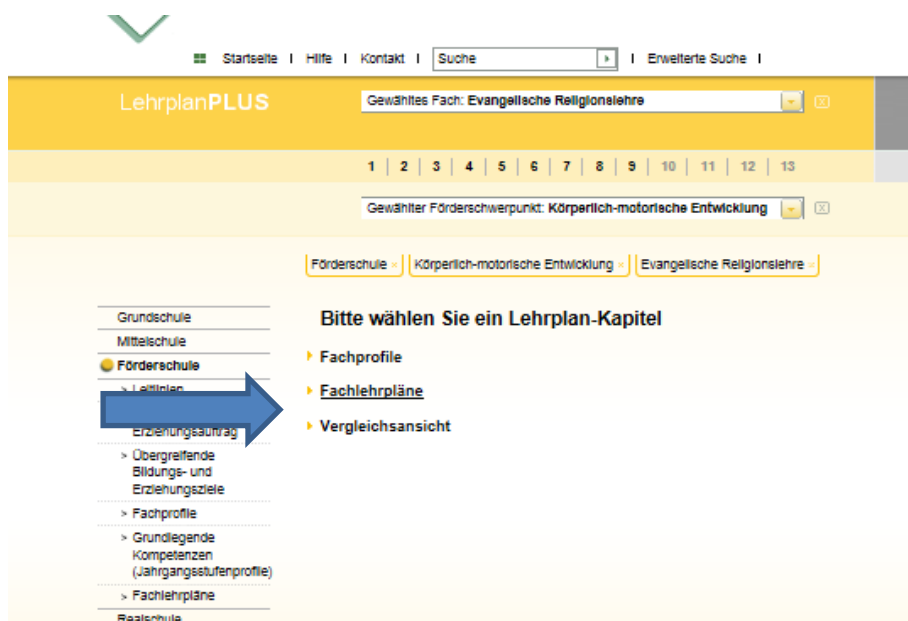 Startseite | Hilfe | Kontakt | Suche | Erweiterte Suche |
LehrplanPLUS
Gewähltes Fach: Evangelische Religionslehre
1 | 2 | 3 | 4 | 5 | 6 | 7 | 8 | 9 | 10 | 11 | 12 | 13
Gewählter Förderschwerpunkt: Körperlich-motorische Entwicklung
Förderschule × Körperlich-motorische Entwicklung × Evangelische Religionslehre ×
Grundschule
Mittelschule
Förderschule
> Leitlinien
Erziehungsauftrag
> Übergreifende
Bildungs- und
Erziehungsziele
> Fachprofile
> Grundlegende
Kompetenzen
(Jahrgangsstufenprofile)
> Fachlehrpläne
Realschule
Bitte wählen Sie ein Lehrplan-Kapitel
Fachprofile
Fachlehrpläne
Vergleichsansicht